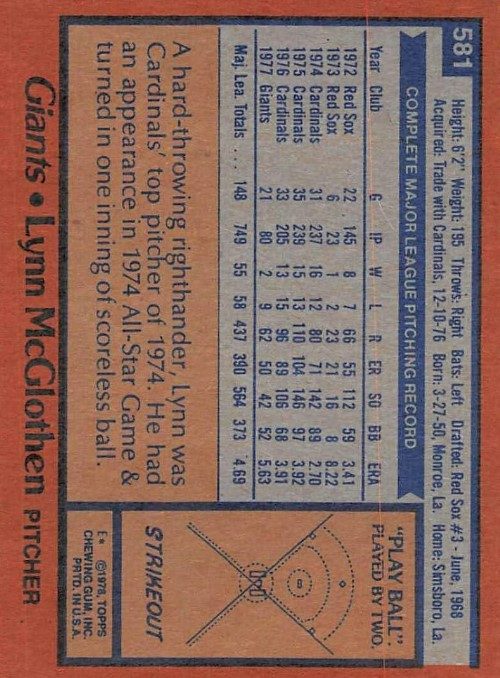 581
Height: 6'2" Weight: 185 Throws: Right Bats: Left Drafted: Red Sox #3 - June, 1968
Acquired: Trade with Cardinals, 12-10-76 Born: 3-27-50, Monroe, La. Home: Simsboro, La.
COMPLETE MAJOR LEAGUE PITCHING RECORD
Year Club G IP W L R ER SO BB ERA
1972 Red Sox 22 145 8 7 66 55 112 59 3.41
1973 Red Sox 6 23 1 2 23 21 16 8 8.22
1974 Cardinals 31 237 16 12 80 71 142 89 2.70
1975 Cardinals 35 239 15 13 110 104 146 97 3.92
1976 Cardinals 33 205 13 15 96 89 106 68 3.91
1977 Giants 21 80 2 9 62 50 42 52 5.63
Maj. Lea. Totals ... 148 749 55 58 437 390 564 373 4.69
A hard-throwing righthander, Lynn was
Cardinals' top pitcher of 1974. He had
an appearance in 1974 All-Star Game &
turned in one inning of scoreless ball.
"PLAY BALL".
PLAYED BY TWO.
STRIKEOUT
E* ©1978, TOPPS
CHEWING GUM, INC.
PRTD. IN U.S.A.
Giants • Lynn McGlothen PITCHER